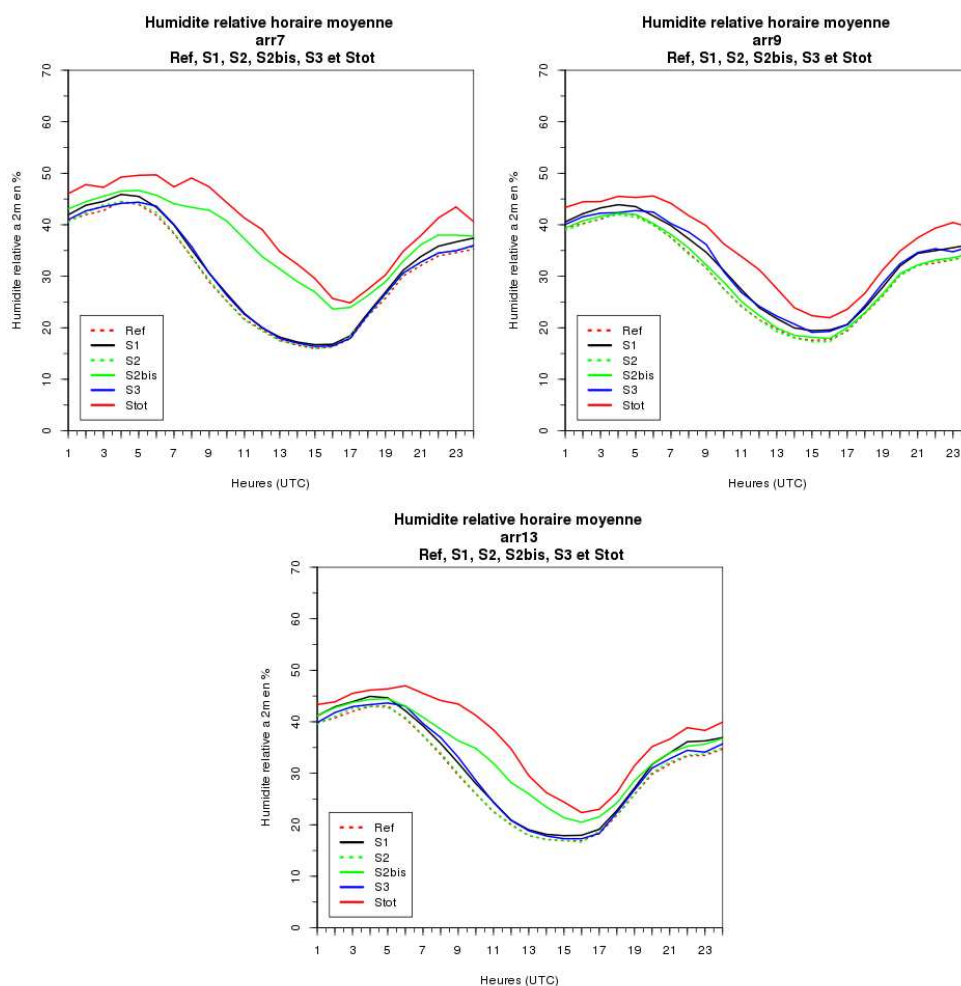 Humidite relative horaire moyenne
arr7
Ref, S1, S2, S2bis, S3 et Stot
Humidite relative a 2m en %
70
60
50
40
30
20
10
0
Ref
S1
S2
S2bis
S3
Stot
1 3 5 7 9 11 13 15 17 19 21 23
Heures (UTC)
Humidite relative horaire moyenne
arr9
Ref, S1, S2, S2bis, S3 et Stot
Humidite relative a 2m en %
70
60
50
40
30
20
10
0
Ref
S1
S2
S2bis
S3
Stot
1 3 5 7 9 11 13 15 17 19 21 23
Heures (UTC)
Humidite relative horaire moyenne
arr13
Ref, S1, S2, S2bis, S3 et Stot
Humidite relative a 2m en %
70
60
50
40
30
20
10
0
Ref
S1
S2
S2bis
S3
Stot
1 3 5 7 9 11 13 15 17 19 21 23
Heures (UTC)